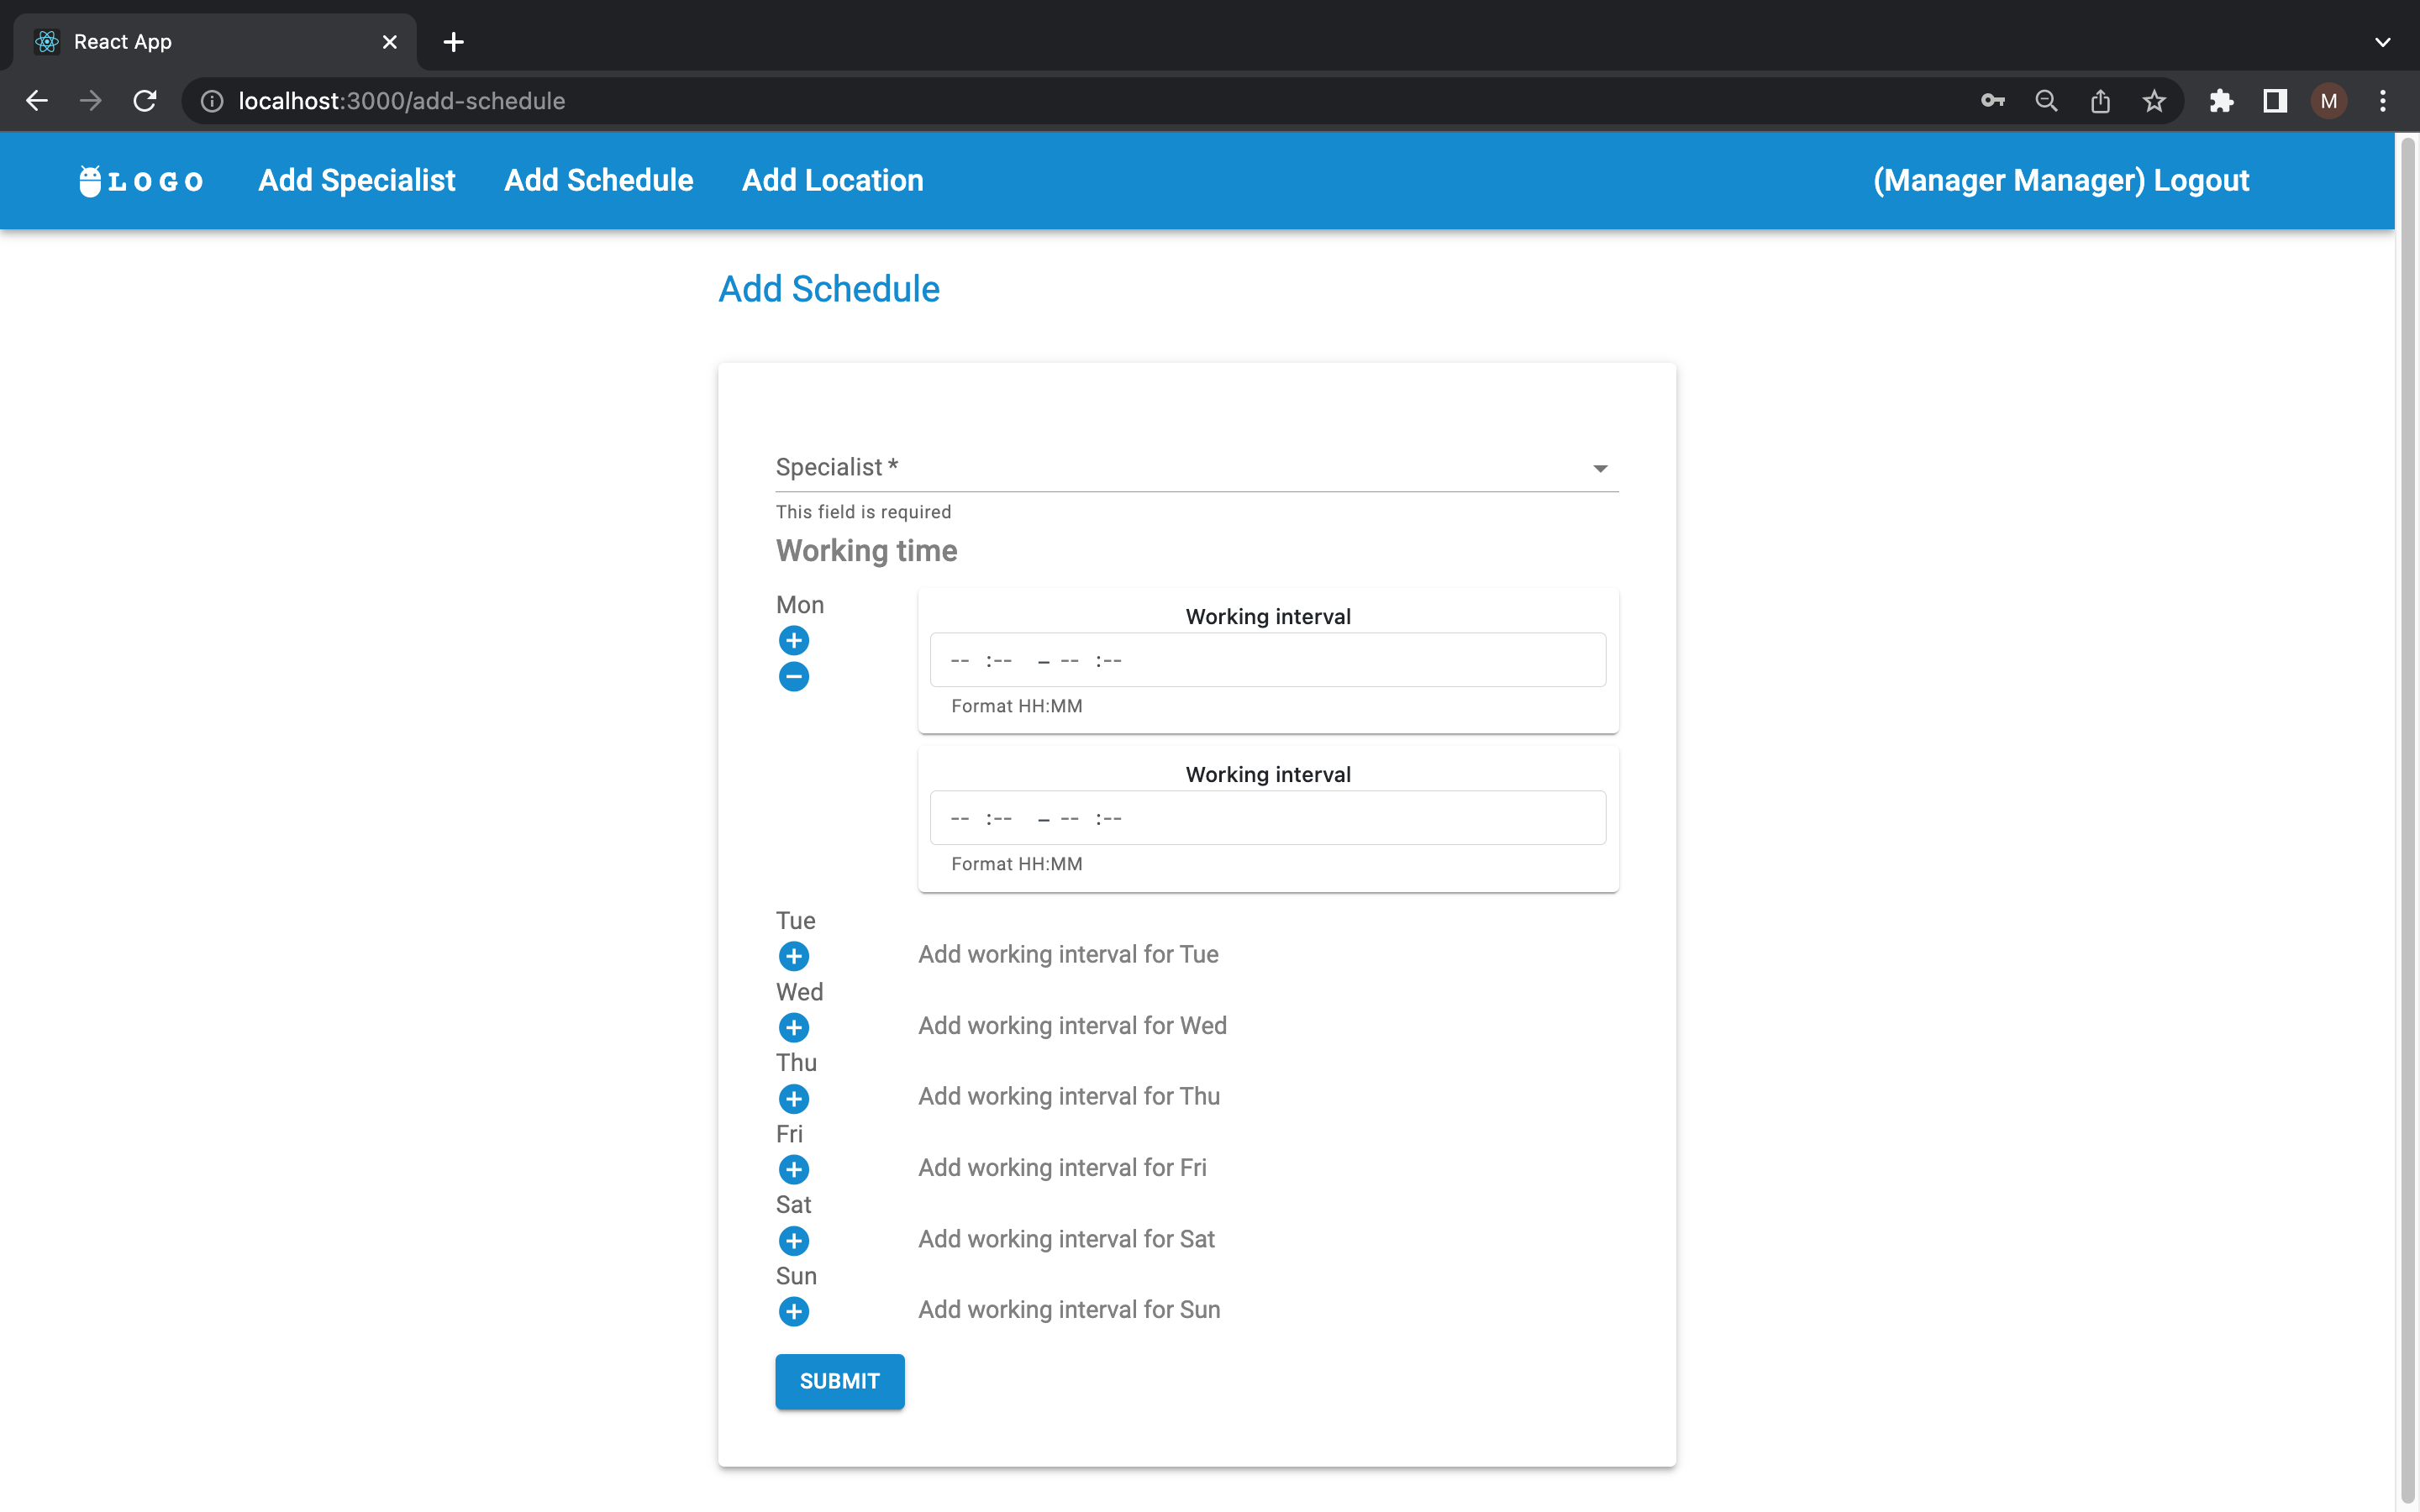 React App
localhost:3000/add-schedule
M
LOGO Add Specialist Add Schedule Add Location (Manager Manager) Logout
Add Schedule
Specialist *
This field is required
Working time
Mon
Working interval
-- :-- – -- :--
Format HH:MM
Working interval
-- :-- – -- :--
Format HH:MM
Tue
Add working interval for Tue
Wed
Add working interval for Wed
Thu
Add working interval for Thu
Fri
Add working interval for Fri
Sat
Add working interval for Sat
Sun
Add working interval for Sun
SUBMIT